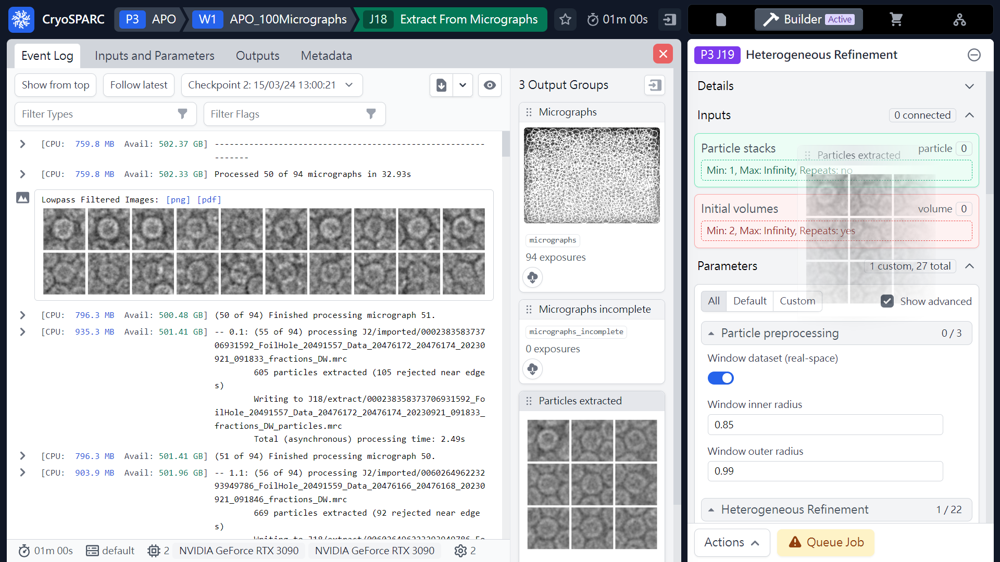 CryoSPARC P3 APO W1 APO_100Micrographs J18 Extract From Micrographs 01m 00s Builder Active
Event Log Inputs and Parameters Outputs Metadata
Show from top Follow latest Checkpoint 2: 15/03/24 13:00:21
Filter Types Filter Flags
[CPU: 759.8 MB Avail: 502.37 GB] -------------------------------------------------------
-------
[CPU: 759.8 MB Avail: 502.33 GB] Processed 50 of 94 micrographs in 32.93s
Lowpass Filtered Images: [png] [pdf]
[CPU: 796.3 MB Avail: 500.48 GB] (50 of 94) Finished processing micrograph 51.
[CPU: 935.3 MB Avail: 501.41 GB] -- 0.1: (55 of 94) processing J2/imported/0002383583737
06931592_FoilHole_20491557_Data_20476172_20476174_20230
921_091833_fractions_DW.mrc
605 particles extracted (105 rejected near edge
s)
Writing to J18/extract/000238358373706931592_Fo
ilHole_20491557_Data_20476172_20476174_20230921_091833_
fractions_DW_particles.mrc
Total (asynchronous) processing time: 2.49s
[CPU: 796.3 MB Avail: 501.41 GB] (51 of 94) Finished processing micrograph 50.
[CPU: 903.9 MB Avail: 501.96 GB] -- 1.1: (56 of 94) processing J2/imported/0060264962232
93949786_FoilHole_20491559_Data_20476166_20476168_20230
921_091846_fractions_DW.mrc
669 particles extracted (92 rejected near edge
s)
Writing to J18/extract/006026496223293949786_Fo
01m 00s default 2 NVIDIA GeForce RTX 3090 NVIDIA GeForce RTX 3090 2
3 Output Groups
Micrographs
micrographs
94 exposures
Micrographs incomplete
micrographs_incomplete
0 exposures
Particles extracted
P3 J19 Heterogeneous Refinement
Details
Inputs 0 connected
Particle stacks particle 0
Particles extracted
Min: 1, Max: Infinity, Repeats: no
Initial volumes volume 0
Min: 2, Max: Infinity, Repeats: yes
Parameters 1 custom, 27 total
All Default Custom Show advanced
Particle preprocessing 0 / 3
Window dataset (real-space)
Window inner radius
0.85
Window outer radius
0.99
Heterogeneous Refinement 1 / 22
Actions Queue Job